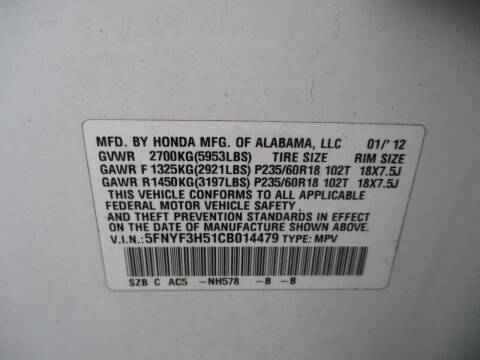 MFD. BY HONDA MFG. OF ALABAMA, LLC 01/' 12
GVWR 2700KG(5953LBS) TIRE SIZE RIM SIZE
GAWR F 1325KG(2921LBS) P235/60R18 102T 18X7.5J
GAWR R1450KG(3197LBS) P235/60R18 102T 18X7.5J
THIS VEHICLE CONFORMS TO ALL APPLICABLE
FEDERAL MOTOR VEHICLE SAFETY
AND THEFT PREVENTION STANDARDS IN EFFECT
ON THE DATE OF MANUFACTURE SHOWN ABOVE.
V.I.N.:5FNYF3H51CB014479 TYPE: MPV
SZB C AC5 -NH578 -B -B